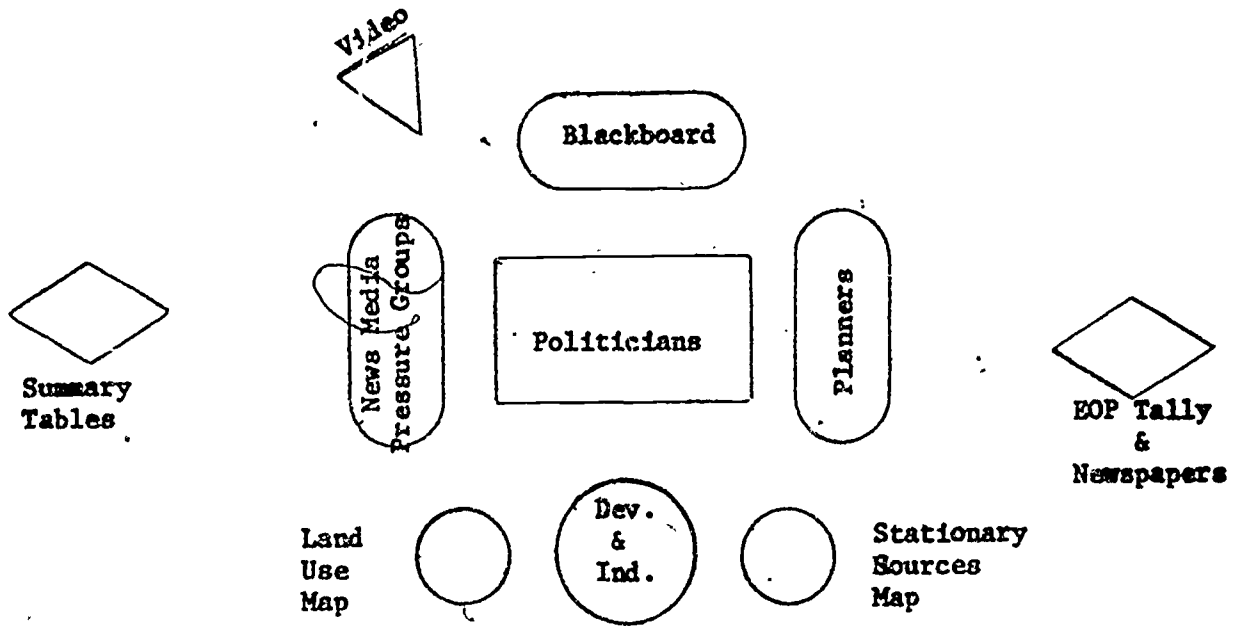 Video
Blackboard
News Media
Pressure Groups
Politicians
Planners
Summary
Tables
EOP Tally
&
Newspapers
Land
Use
Map
Dev.
&
Ind.
Stationary
Sources
Map